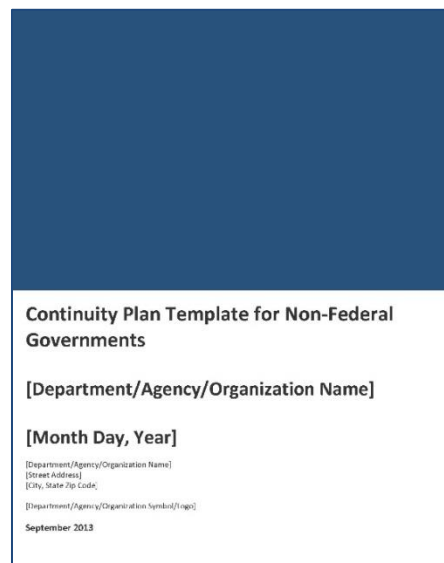 Continuity Plan Template for Non-Federal
Governments
[Department/Agency/Organization Name]
[Month Day, Year]
[Department/Agency/Organization Name]
[Street Address]
[City, State Zip Code]
[Department/Agency/Organization Symbol/Logo]
September 2013